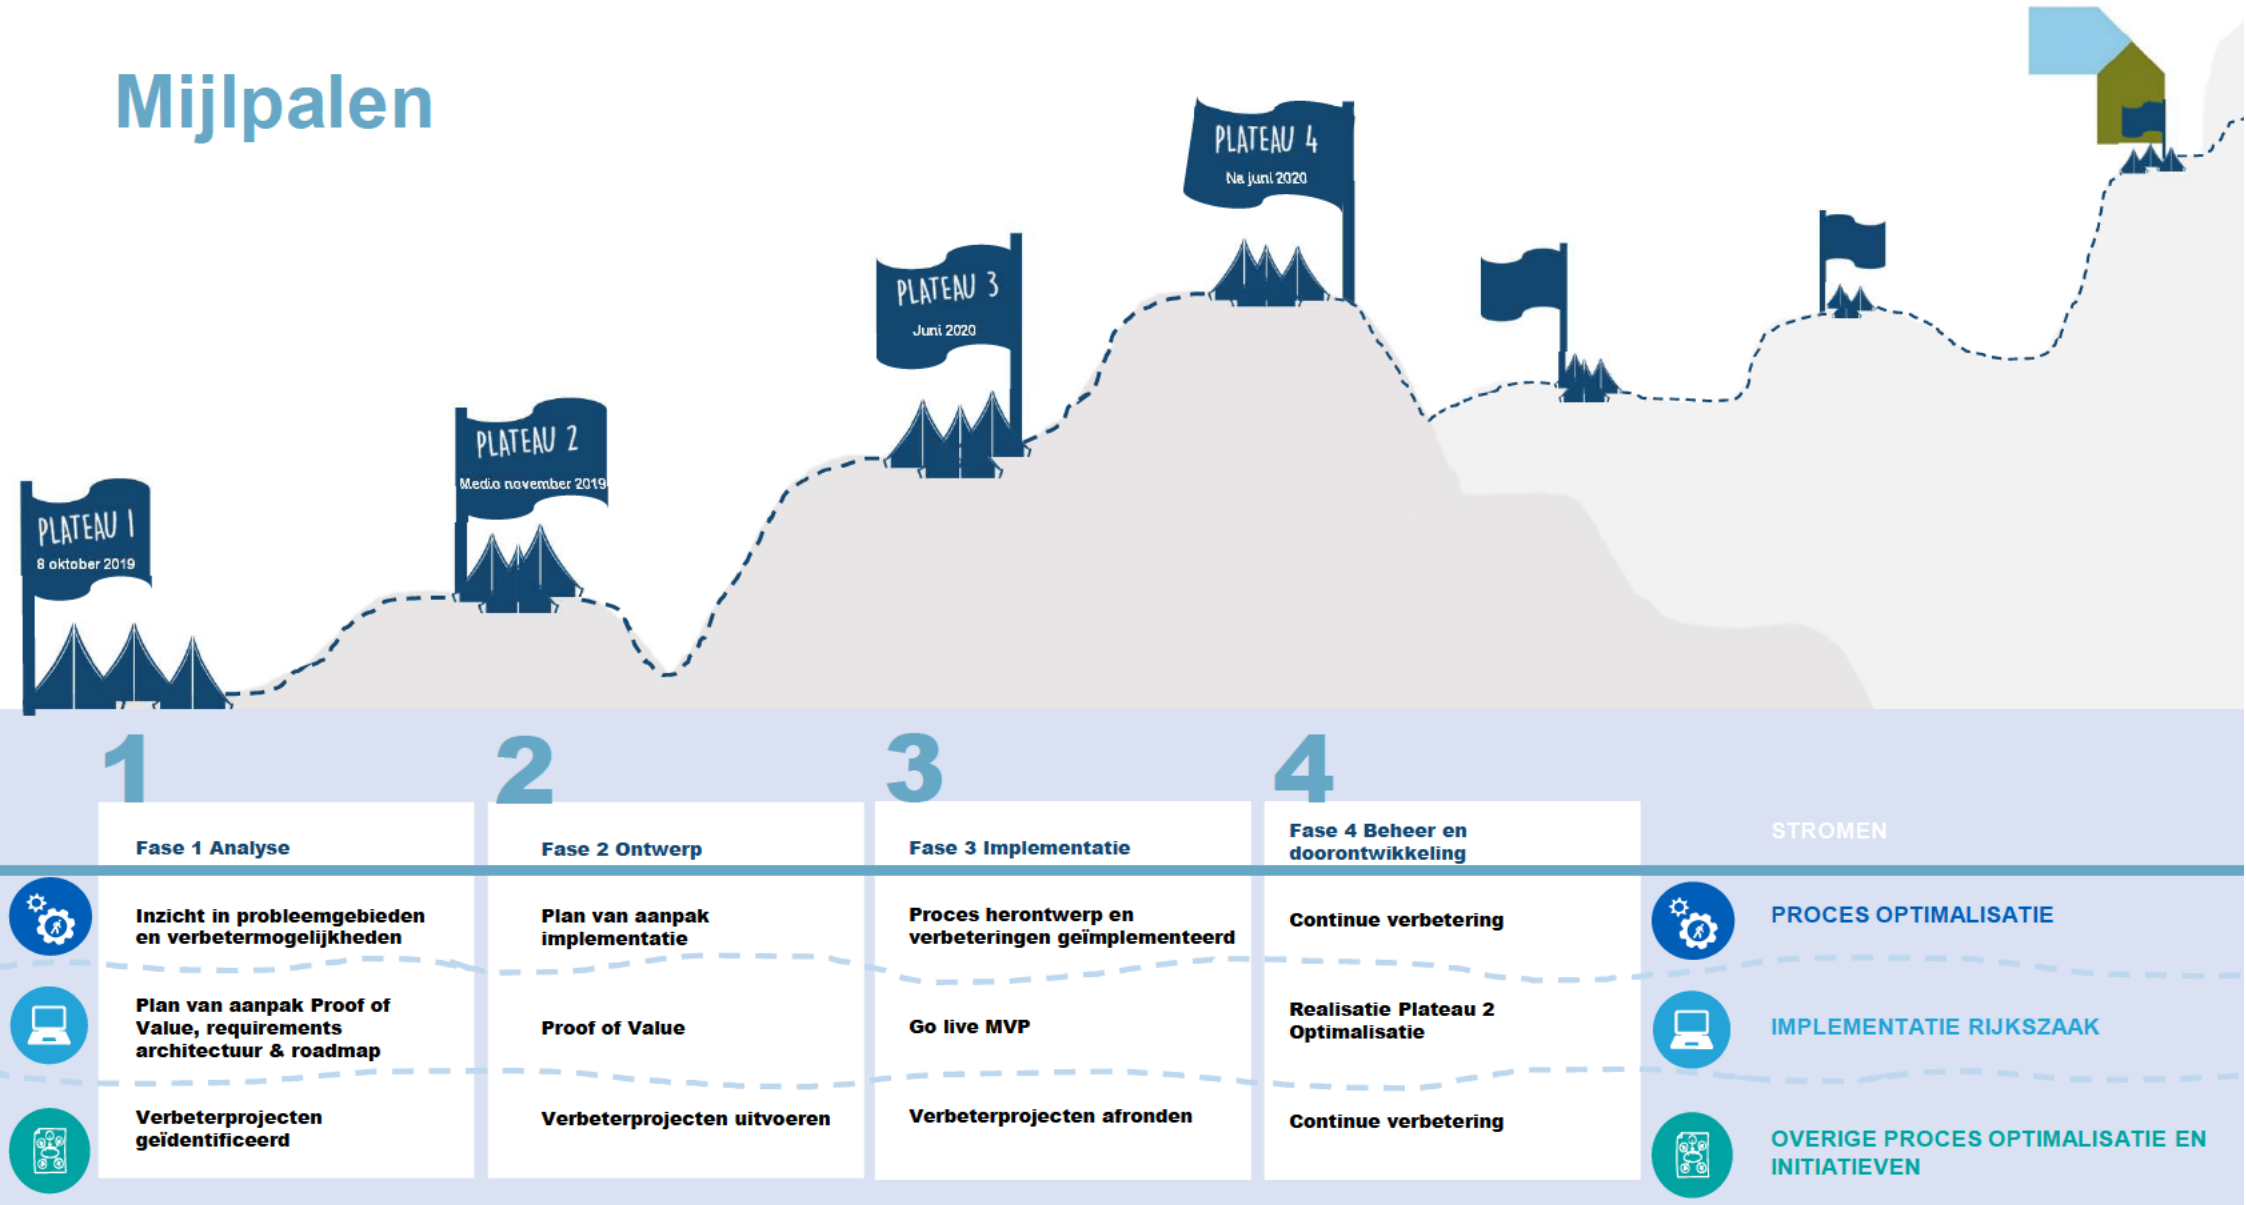 Mijlpalen
PLATEAU 1
8 oktober 2019
PLATEAU 2
Medio november 2019
PLATEAU 3
Juni 2020
PLATEAU 4
Na juni 2020
1
2
3
4
Fase 1 Analyse
Fase 2 Ontwerp
Fase 3 Implementatie
Fase 4 Beheer en
doorontwikkeling
STROMEN
Inzicht in probleemgebieden
en verbetermogelijkheden
Plan van aanpak
implementatie
Proces herontwerp en
verbeteringen geïmplementeerd
Continue verbetering
PROCES OPTIMALISATIE
Plan van aanpak Proof of
Value, requirements
architectuur & roadmap
Proof of Value
Go live MVP
Realisatie Plateau 2
Optimalisatie
IMPLEMENTATIE RIJKSZAAK
Verbeterprojecten
geïdentificeerd
Verbeterprojecten uitvoeren
Verbeterprojecten afronden
Continue verbetering
OVERIGE PROCES OPTIMALISATIE EN
INITIATIEVEN